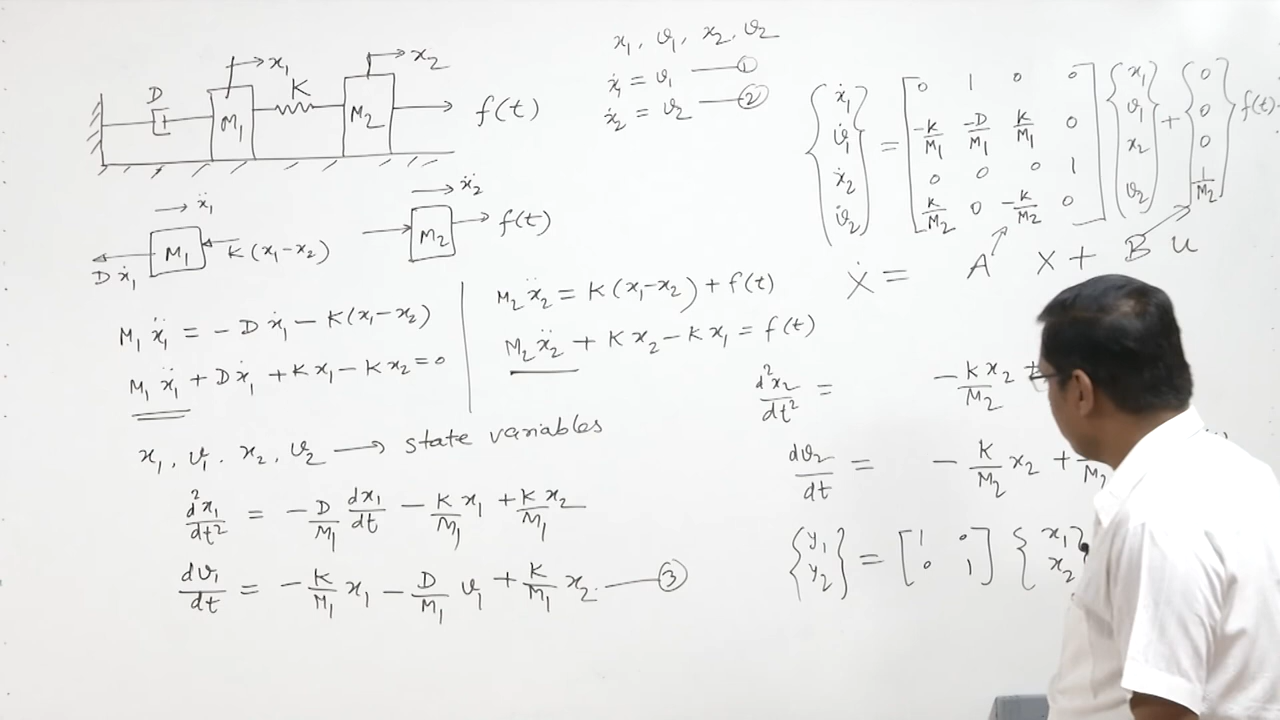 D M₁ K M₂ → x₁ → x₂ → f(t)
→ ẍ₁
D ẋ₁ M₁ K(x₁-x₂)
→ ẍ₂
M₂ → f(t)
M₁ ẍ₁ = - D ẋ₁ - K(x₁-x₂)
M₁ ẍ₁ + D ẋ₁ + K x₁ - K x₂ = 0
M₂ ẍ₂ = K(x₁-x₂) + f(t)
M₂ ẍ₂ + K x₂ - K x₁ = f(t)
x₁, v₁, x₂, v₂ → state variables
d²x₁/dt² = - D/M₁ dx₁/dt - K x₁/M₁ + K x₂/M₁
dv₁/dt = - K/M₁ x₁ - D/M₁ v₁ + K/M₁ x₂ — ③
x₁, v₁, x₂, v₂
ẋ₁ = v₁ — ①
ẋ₂ = v₂ — ②
{ẋ₁ v̇₁ ẋ₂ v̇₂} = [0 1 0 0
-K/M₁ -D/M₁ K/M₁ 0
0 0 0 1
K/M₂ 0 -K/M₂ 0] {x₁ v₁ x₂ v₂} + {0 0 0 1/M₂} f(t)
Ẋ = A X + B u
d²x₂/dt² = - K x₂/M₂ +
dv₂/dt = - K/M₂ x₂ +
{y₁ y₂} = [1 0
0 1] {x₁ x₂}